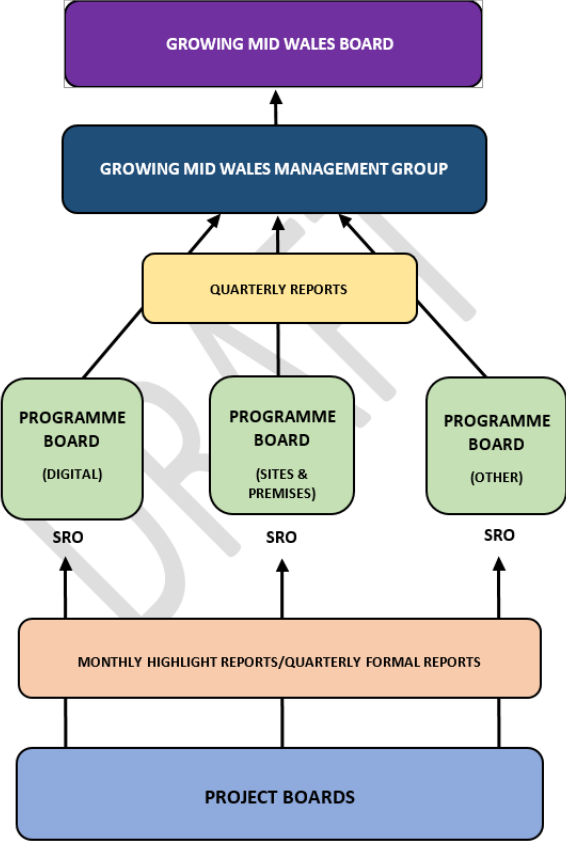 GROWING MID WALES BOARD
GROWING MID WALES MANAGEMENT GROUP
QUARTERLY REPORTS
PROGRAMME
BOARD
(DIGITAL)
PROGRAMME
BOARD
(SITES &
PREMISES)
PROGRAMME
BOARD
(OTHER)
SRO
SRO
SRO
MONTHLY HIGHLIGHT REPORTS/QUARTERLY FORMAL REPORTS
PROJECT BOARDS
DRAFT